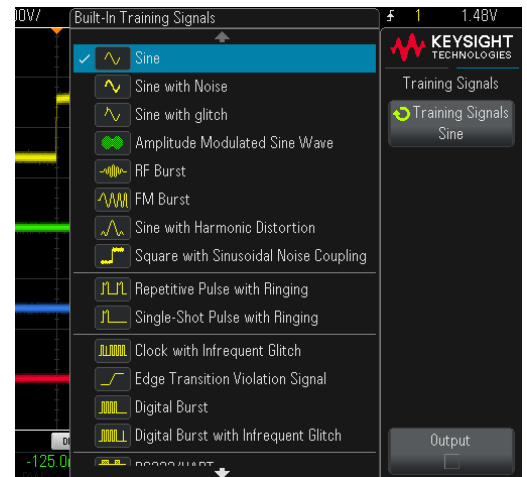 00V/
Built-In Training Signals
1
1.48V
KEYSIGHT
TECHNOLOGIES
Training Signals
Training Signals
Sine
Sine
Sine with Noise
Sine with glitch
Amplitude Modulated Sine Wave
RF Burst
FM Burst
Sine with Harmonic Distortion
Square with Sinusoidal Noise Coupling
Repetitive Pulse with Ringing
Single-Shot Pulse with Ringing
Clock with Infrequent Glitch
Edge Transition Violation Signal
Digital Burst
Digital Burst with Infrequent Glitch
RS232/UART
-125.0
Output